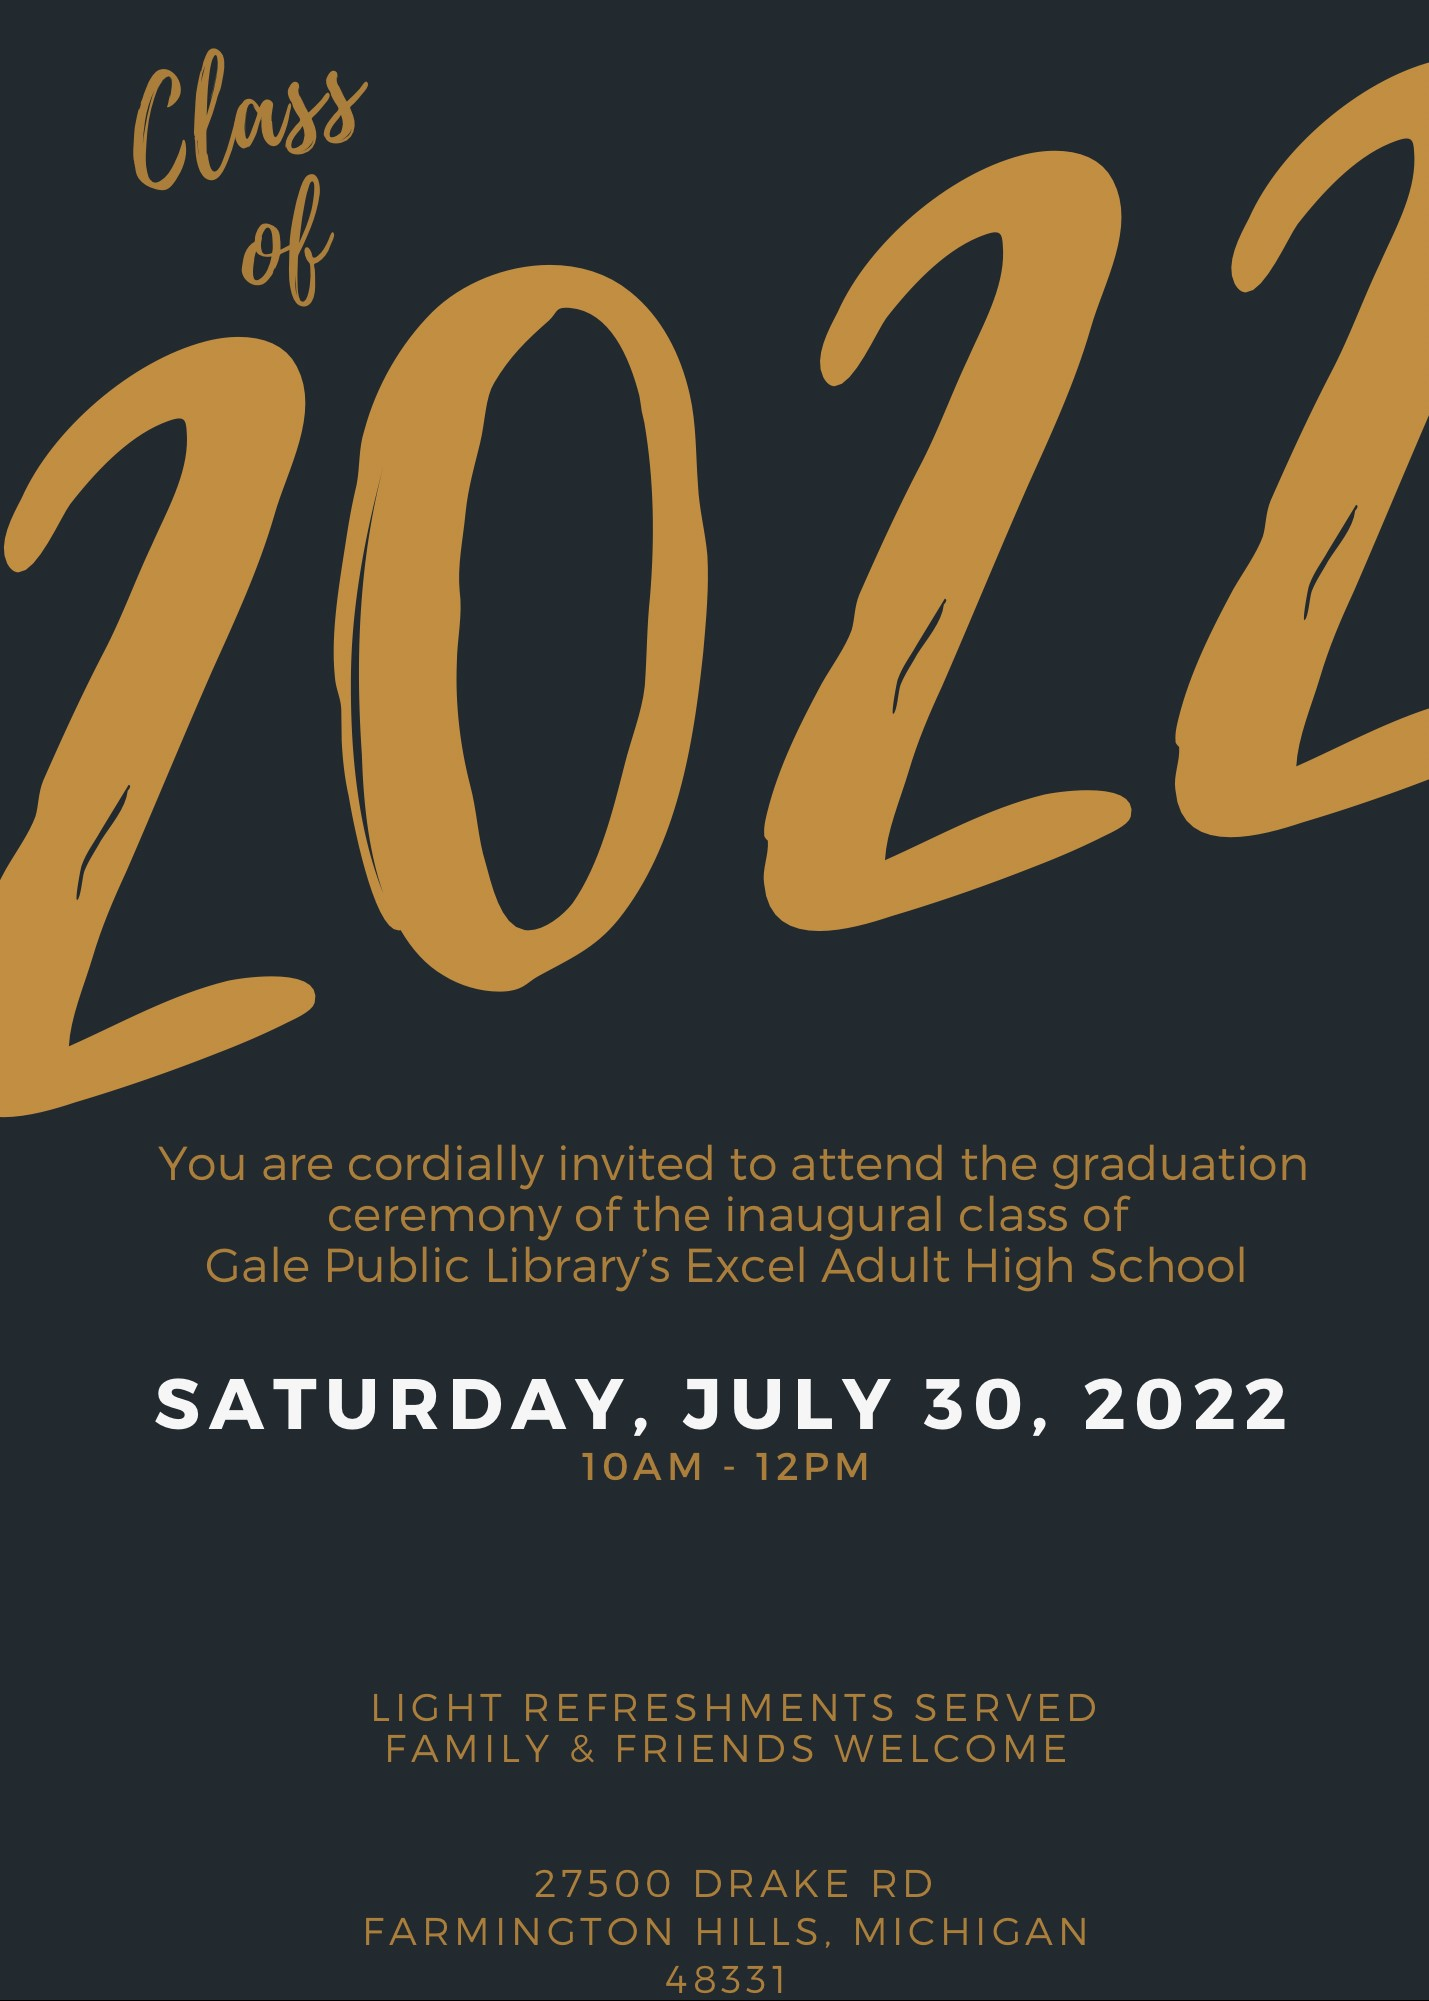 Class
of
2022
You are cordially invited to attend the graduation
ceremony of the inaugural class of
Gale Public Library’s Excel Adult High School
SATURDAY, JULY 30, 2022
10AM - 12PM
LIGHT REFRESHMENTS SERVED
FAMILY & FRIENDS WELCOME
27500 DRAKE RD
FARMINGTON HILLS, MICHIGAN
48331